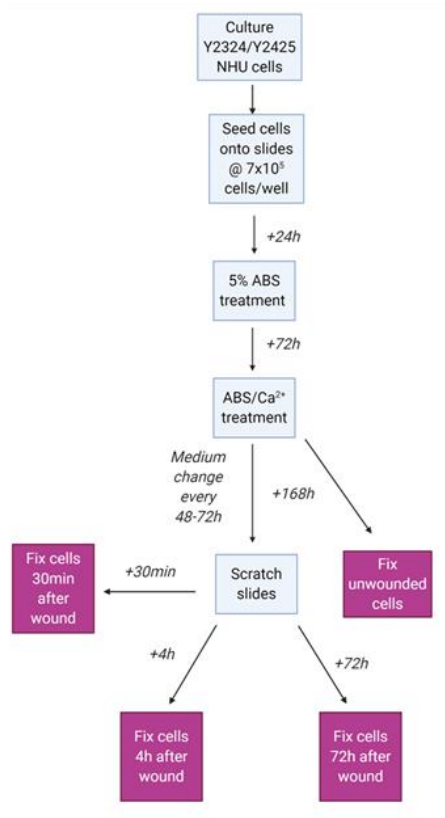 Culture
Y2324/Y2425
NHU cells
Seed cells
onto slides
@ 7x10⁵
cells/well
+24h
5% ABS
treatment
+72h
ABS/Ca²⁺
treatment
Medium
change
every
48-72h
+168h
Fix cells
30min
after
wound
+30min
Scratch
slides
Fix
unwounded
cells
+4h
+72h
Fix cells
4h after
wound
Fix cells
72h after
wound